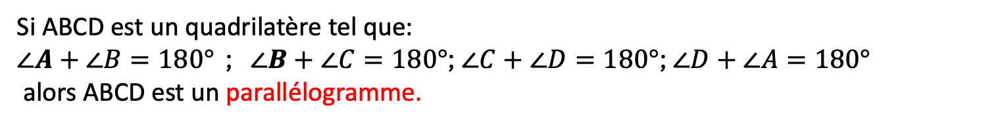 Si ABCD est un quadrilatère tel que:
∠A + ∠B = 180° ; ∠B + ∠C = 180°; ∠C + ∠D = 180°; ∠D + ∠A = 180°
alors ABCD est un parallélogramme.